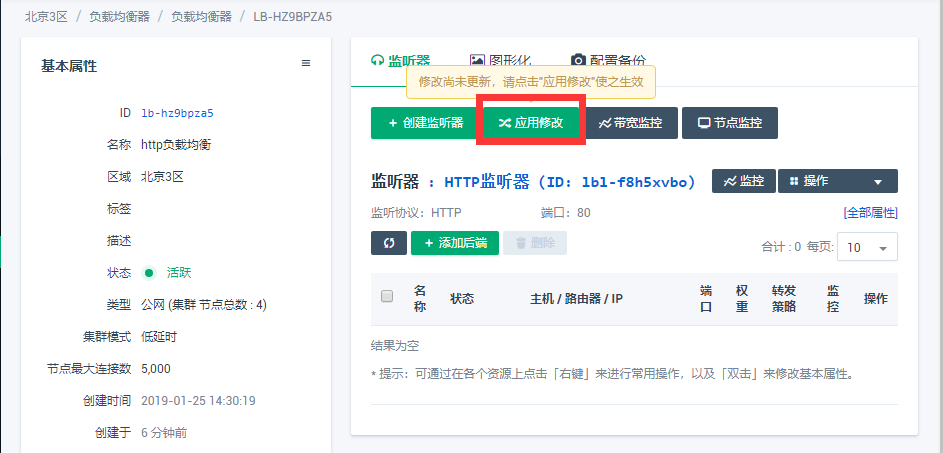 北京3区 / 负载均衡器 / 负载均衡器 / LB-HZ9BPZA5
基本属性
ID lb-hz9bpza5
名称 http负载均衡
区域 北京3区
标签
描述
状态 活跃
类型 公网 (集群 节点总数 : 4)
集群模式 低延时
节点最大连接数 5,000
创建时间 2019-01-25 14:30:19
创建于 6 分钟前
监听器 图形化 配置备份
修改尚未更新，请点击"应用修改"使之生效
+ 创建监听器 应用修改 带宽监控 节点监控
监听器 : HTTP监听器 (ID: lbl-f8h5xvbo) 监控 操作
监听协议: HTTP 端口: 80 [全部属性]
+ 添加后端 删除 合计 : 0 每页: 10
名称 状态 主机 / 路由器 / IP 端口 权重 转发策略 监控 操作
结果为空
* 提示：可通过在各个资源上点击「右键」来进行常用操作，以及「双击」来修改基本属性。